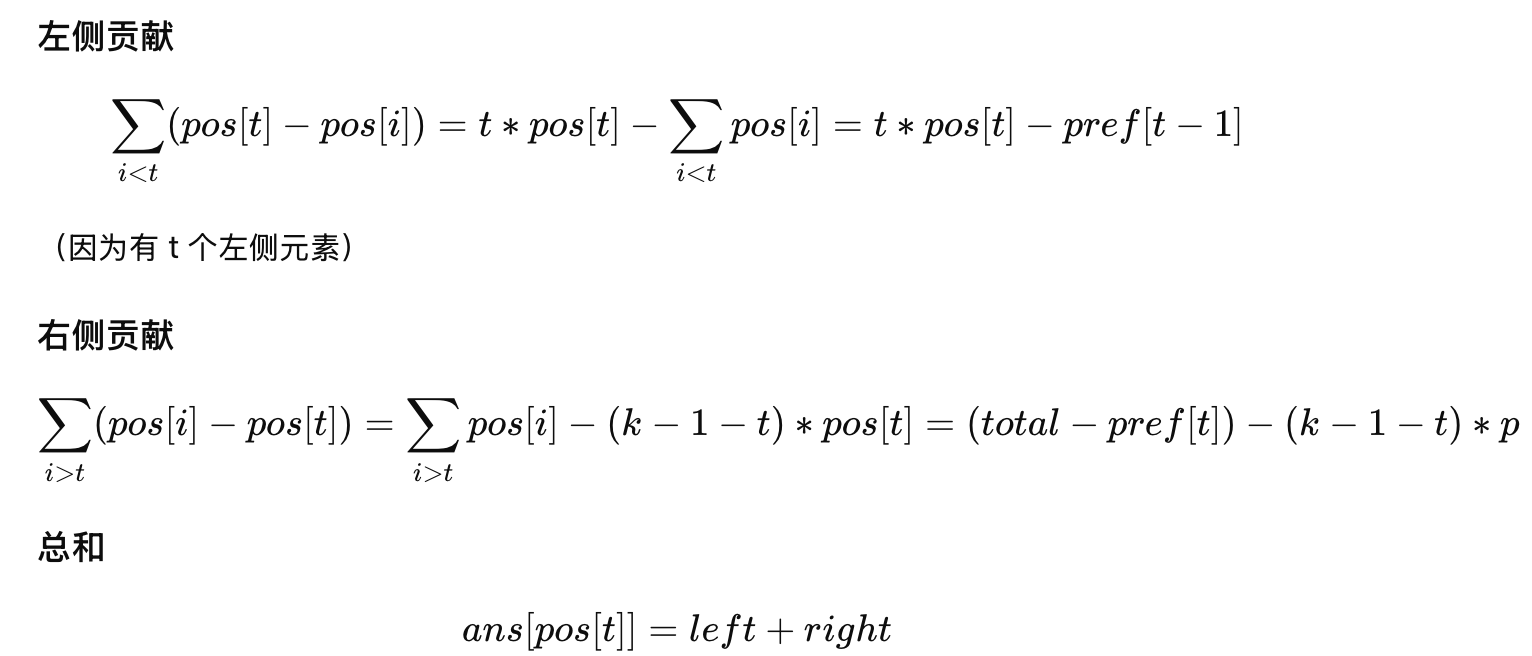 左侧贡献
∑_{i<t}(pos[t] − pos[i]) = t ∗ pos[t] − ∑_{i<t} pos[i] = t ∗ pos[t] − pref[t − 1]
（因为有 t 个左侧元素）
右侧贡献
∑_{i>t}(pos[i] − pos[t]) = ∑_{i>t} pos[i] − (k − 1 − t) ∗ pos[t] = (total − pref[t]) − (k − 1 − t) ∗ p
总和
ans[pos[t]] = left + right